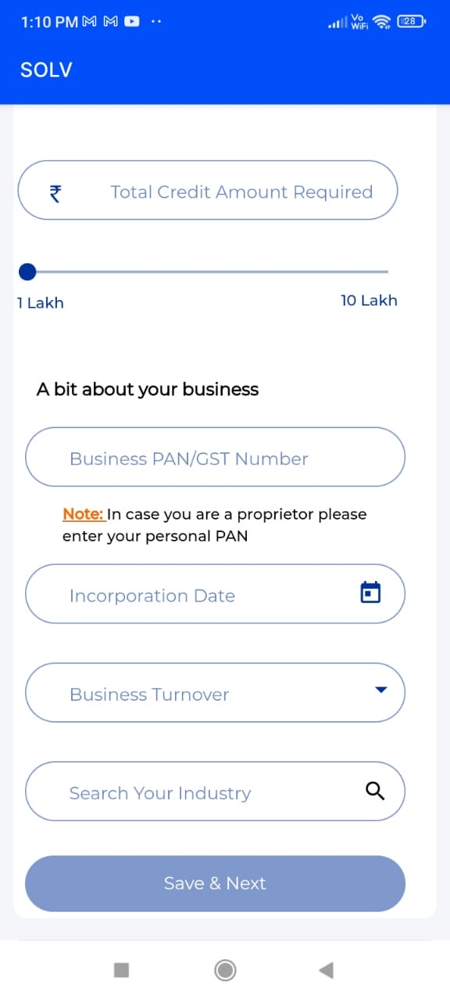 1:10 PM
Vo
WiFi
28
SOLV
₹ Total Credit Amount Required
1 Lakh
10 Lakh
A bit about your business
Business PAN/GST Number
Note: In case you are a proprietor please
enter your personal PAN
Incorporation Date
Business Turnover
Search Your Industry
Save & Next